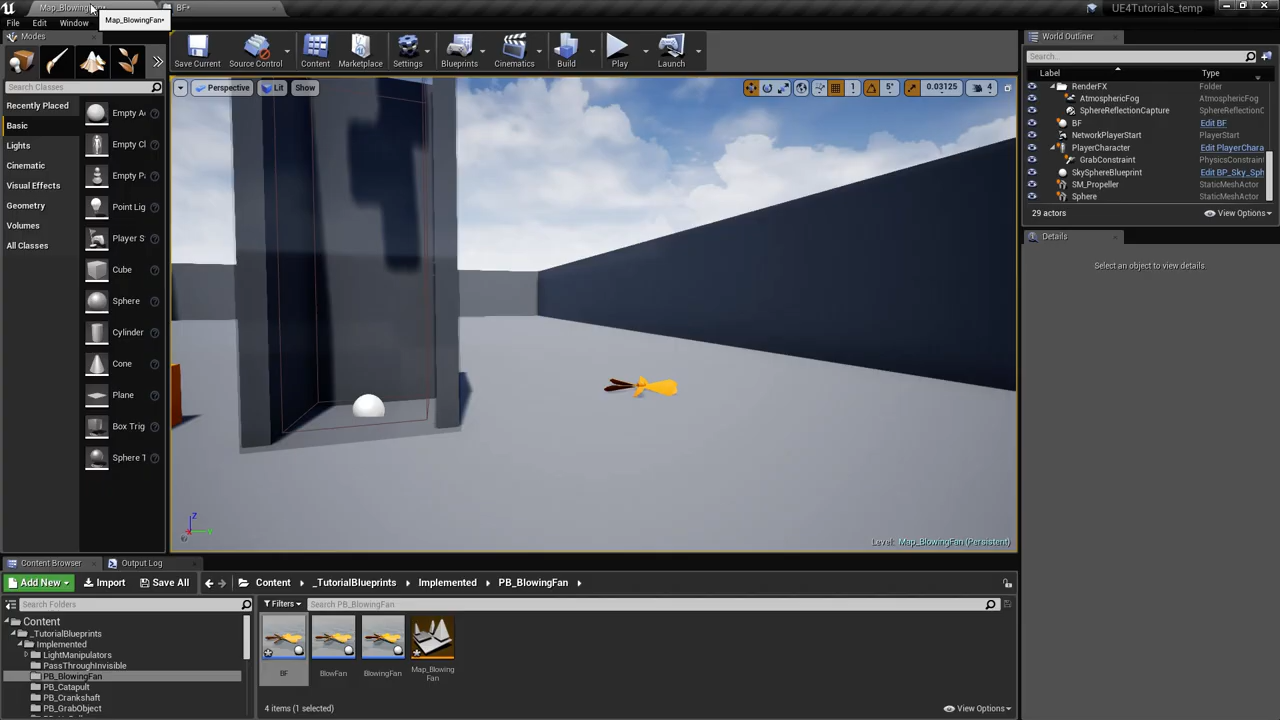 Map_BlowingFan•
BF•
UE4Tutorials_temp
Map_BlowingFan•
File Edit Window
Modes
World Outliner
Search Classes
Save Current Source Control Content Marketplace Settings Blueprints Cinematics Build Play Launch
Search...
Label Type
Recently Placed
Basic
Lights
Cinematic
Visual Effects
Geometry
Volumes
All Classes
Empty A
Empty Cl
Empty P
Point Lig
Player S
Cube
Sphere
Cylinder
Cone
Plane
Box Trig
Sphere T
Perspective Lit Show
1 5° 0.03125 4
RenderFX Folder
AtmosphericFog AtmosphericFog
SphereReflectionCapture SphereReflectionC
BF Edit BF
NetworkPlayerStart PlayerStart
PlayerCharacter Edit PlayerChara
GrabConstraint PhysicsConstrain
SkySphereBlueprint Edit BP_Sky_Sph
SM_Propeller StaticMeshActor
Sphere StaticMeshActor
29 actors View Options
Details
Select an object to view details.
Z
Y
Level: Map_BlowingFan (Persistent)
Content Browser Output Log
Add New Import Save All Content _TutorialBlueprints Implemented PB_BlowingFan
Search Folders
Filters Search PB_BlowingFan
Content
_TutorialBlueprints
Implemented
LightManipulators
PassThroughInvisible
PB_BlowingFan
PB_Catapult
PB_Crankshaft
PB_GrabObject
BF
BlowFan
BlowingFan
Map_Blowing
Fan
4 items (1 selected) View Options